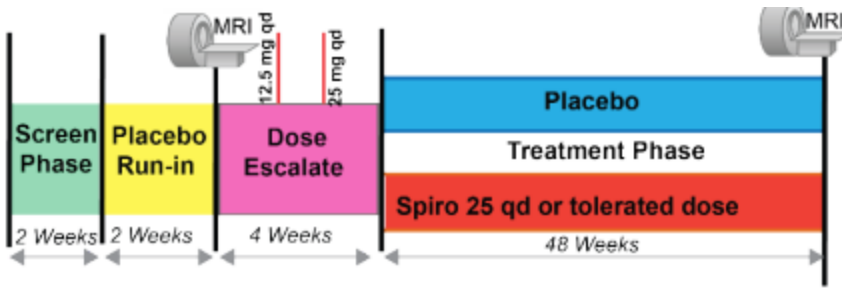 MRI
12.5 mg qd
25 mg qd
MRI
Screen
Phase
Placebo
Run-in
Dose
Escalate
Placebo
Treatment Phase
Spiro 25 qd or tolerated dose
2 Weeks
2 Weeks
4 Weeks
48 Weeks